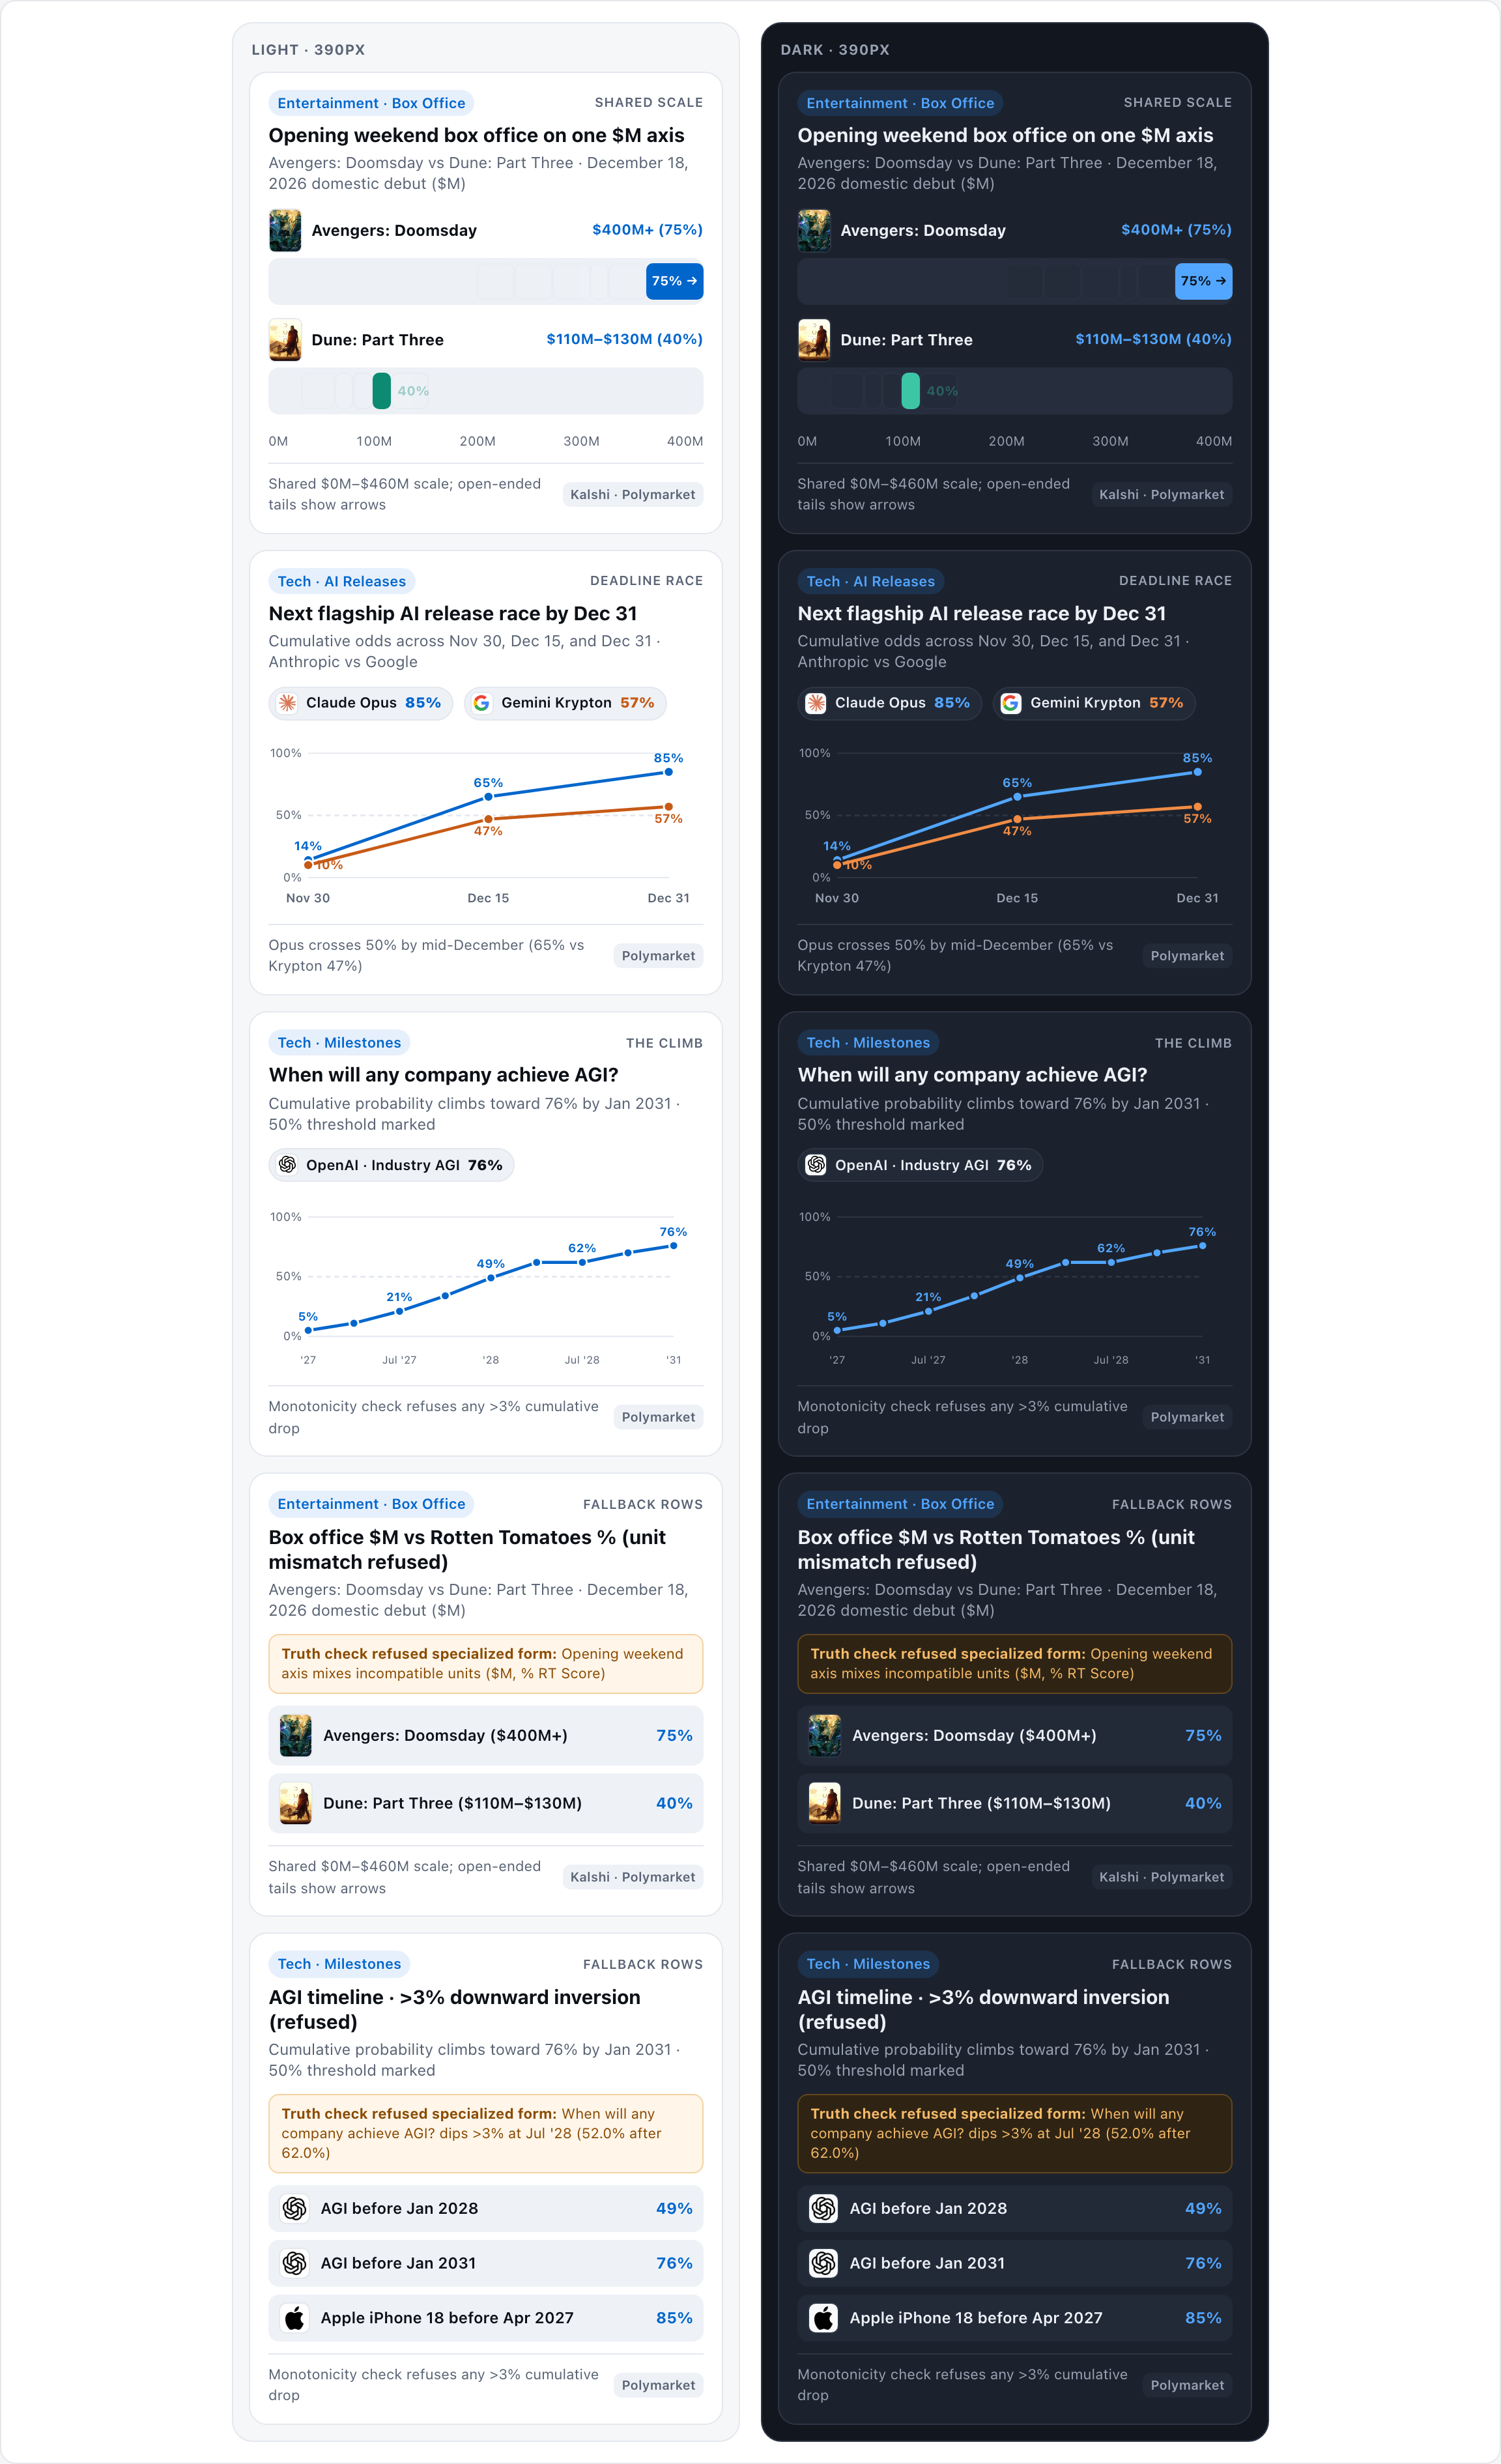 LIGHT · 390PX
Entertainment · Box Office
SHARED SCALE
Opening weekend box office on one $M axis
Avengers: Doomsday vs Dune: Part Three · December 18,
2026 domestic debut ($M)
Avengers: Doomsday
$400M+ (75%)
75% →
Dune: Part Three
$110M–$130M (40%)
40%
0M
100M
200M
300M
400M
Shared $0M–$460M scale; open-ended
tails show arrows
Kalshi · Polymarket
Tech · AI Releases
DEADLINE RACE
Next flagship AI release race by Dec 31
Cumulative odds across Nov 30, Dec 15, and Dec 31 ·
Anthropic vs Google
Claude Opus 85%
Gemini Krypton 57%
100%
85%
65%
50%
57%
47%
14%
10%
0%
Nov 30
Dec 15
Dec 31
Opus crosses 50% by mid-December (65% vs
Krypton 47%)
Polymarket
Tech · Milestones
THE CLIMB
When will any company achieve AGI?
Cumulative probability climbs toward 76% by Jan 2031 ·
50% threshold marked
OpenAI · Industry AGI 76%
100%
76%
62%
49%
50%
21%
5%
0%
'27
Jul '27
'28
Jul '28
'31
Monotonicity check refuses any >3% cumulative
drop
Polymarket
Entertainment · Box Office
FALLBACK ROWS
Box office $M vs Rotten Tomatoes % (unit
mismatch refused)
Avengers: Doomsday vs Dune: Part Three · December 18,
2026 domestic debut ($M)
Truth check refused specialized form: Opening weekend
axis mixes incompatible units ($M, % RT Score)
Avengers: Doomsday ($400M+)
75%
Dune: Part Three ($110M–$130M)
40%
Shared $0M–$460M scale; open-ended
tails show arrows
Kalshi · Polymarket
Tech · Milestones
FALLBACK ROWS
AGI timeline · >3% downward inversion
(refused)
Cumulative probability climbs toward 76% by Jan 2031 ·
50% threshold marked
Truth check refused specialized form: When will any
company achieve AGI? dips >3% at Jul '28 (52.0% after
62.0%)
AGI before Jan 2028
49%
AGI before Jan 2031
76%
Apple iPhone 18 before Apr 2027
85%
Monotonicity check refuses any >3% cumulative
drop
Polymarket
DARK · 390PX
Entertainment · Box Office
SHARED SCALE
Opening weekend box office on one $M axis
Avengers: Doomsday vs Dune: Part Three · December 18,
2026 domestic debut ($M)
Avengers: Doomsday
$400M+ (75%)
75% →
Dune: Part Three
$110M–$130M (40%)
40%
0M
100M
200M
300M
400M
Shared $0M–$460M scale; open-ended
tails show arrows
Kalshi · Polymarket
Tech · AI Releases
DEADLINE RACE
Next flagship AI release race by Dec 31
Cumulative odds across Nov 30, Dec 15, and Dec 31 ·
Anthropic vs Google
Claude Opus 85%
Gemini Krypton 57%
100%
85%
65%
50%
57%
47%
14%
10%
0%
Nov 30
Dec 15
Dec 31
Opus crosses 50% by mid-December (65% vs
Krypton 47%)
Polymarket
Tech · Milestones
THE CLIMB
When will any company achieve AGI?
Cumulative probability climbs toward 76% by Jan 2031 ·
50% threshold marked
OpenAI · Industry AGI 76%
100%
76%
62%
49%
50%
21%
5%
0%
'27
Jul '27
'28
Jul '28
'31
Monotonicity check refuses any >3% cumulative
drop
Polymarket
Entertainment · Box Office
FALLBACK ROWS
Box office $M vs Rotten Tomatoes % (unit
mismatch refused)
Avengers: Doomsday vs Dune: Part Three · December 18,
2026 domestic debut ($M)
Truth check refused specialized form: Opening weekend
axis mixes incompatible units ($M, % RT Score)
Avengers: Doomsday ($400M+)
75%
Dune: Part Three ($110M–$130M)
40%
Shared $0M–$460M scale; open-ended
tails show arrows
Kalshi · Polymarket
Tech · Milestones
FALLBACK ROWS
AGI timeline · >3% downward inversion
(refused)
Cumulative probability climbs toward 76% by Jan 2031 ·
50% threshold marked
Truth check refused specialized form: When will any
company achieve AGI? dips >3% at Jul '28 (52.0% after
62.0%)
AGI before Jan 2028
49%
AGI before Jan 2031
76%
Apple iPhone 18 before Apr 2027
85%
Monotonicity check refuses any >3% cumulative
drop
Polymarket